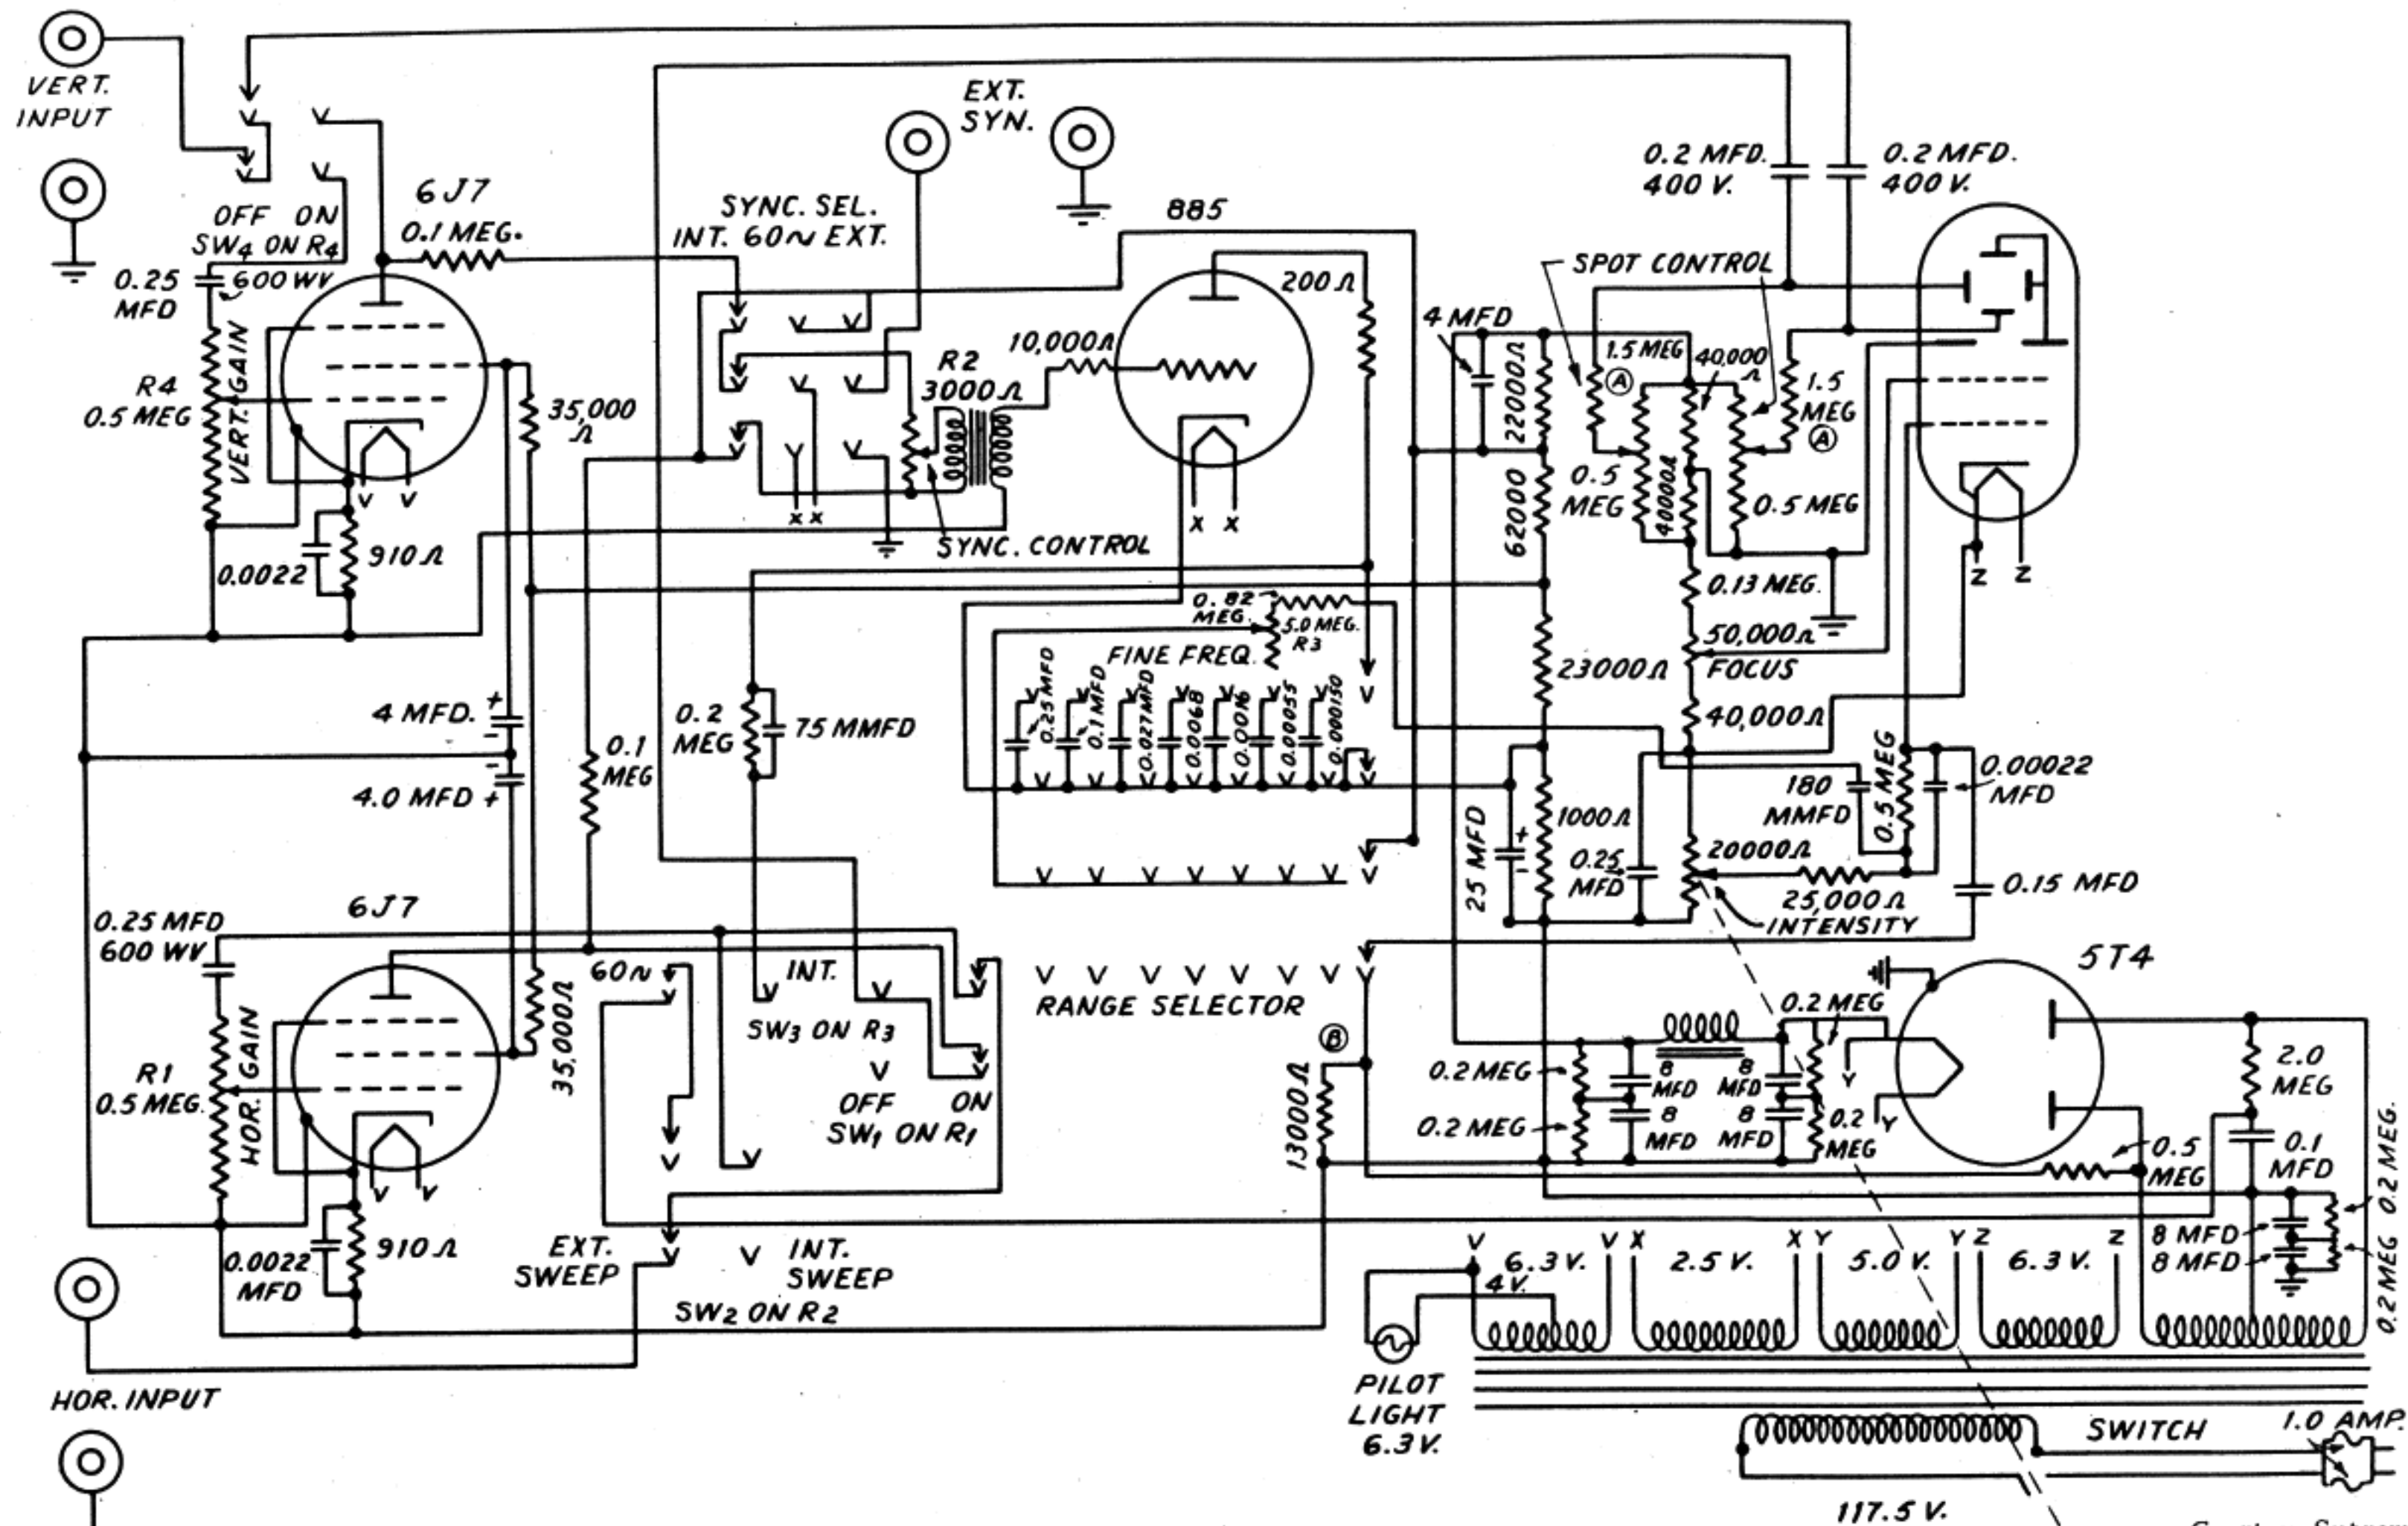 VERT.
INPUT
OFF ON
SW4 ON R4
0.25
MFD
600 WV
6J7
0.1 MEG.
R4
0.5 MEG
VERT. GAIN
35,000
Ω
V V
0.0022
910 Ω
SYNC. SEL.
INT. 60~ EXT.
EXT.
SYN.
R2
3000 Ω
10,000 Ω
X X
SYNC. CONTROL
885
200 Ω
X X
0.2 MFD.
400 V.
0.2 MFD.
400 V.
SPOT CONTROL
4 MFD
22000 Ω
1.5 MEG
A
40,000
Ω
1.5
MEG
A
62000
0.5
MEG
40000 Ω
0.5 MEG
Z Z
0.13 MEG.
50,000 Ω
FOCUS
23000 Ω
40,000 Ω
0.82
MEG.
5.0 MEG.
R3
FINE FREQ.
0.25 MFD
0.1 MFD
0.027 MFD
0.0068
0.0016
0.00055
0.000150
4 MFD.
+
-
-
4.0 MFD +
0.1
MEG
0.2
MEG
75 MMFD
25 MFD
+
-
1000 Ω
0.25
MFD
20000 Ω
25,000 Ω
INTENSITY
180
MMFD
0.5 MEG
0.00022
MFD
0.15 MFD
0.25 MFD
600 WV
6J7
R1
0.5 MEG.
HOR. GAIN
35,000 Ω
V V
0.0022
MFD
910 Ω
60~
INT.
SW3 ON R3
OFF ON
SW1 ON R1
EXT.
SWEEP
INT.
SWEEP
SW2 ON R2
RANGE SELECTOR
B
13000 Ω
0.2 MEG
0.2 MEG
8
MFD
8
MFD
8
MFD
8
MFD
0.2 MEG
0.2
MEG
Y
Y
5T4
2.0
MEG
0.5
MEG
0.1
MFD
0.2 MEG.
0.2 MEG
8 MFD
8 MFD
V 6.3 V. V
4 V.
X 2.5 V. X
Y 5.0 V. Y
Z 6.3 V. Z
PILOT
LIGHT
6.3 V.
SWITCH
1.0 AMP.
117.5 V.
HOR. INPUT